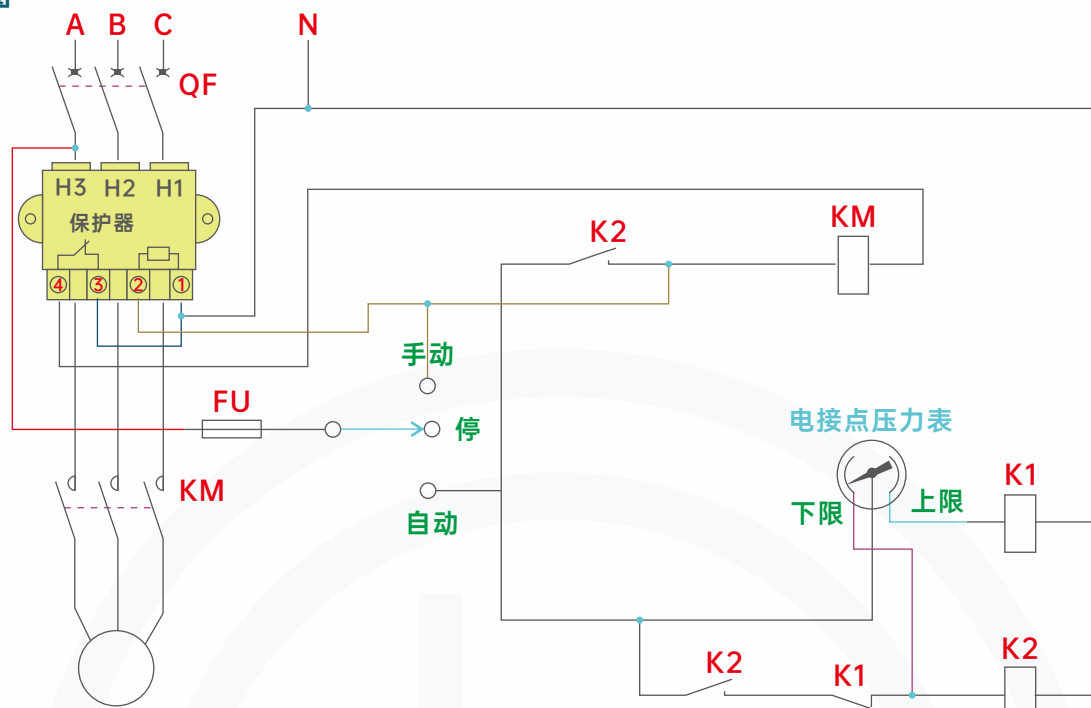 A B C N
QF
H3 H2 H1
保护器
KM
K2
④ ③ ② ①
手动
FU
停
电接点压力表
KM
K1
下限 上限
自动
K2
K2
K1